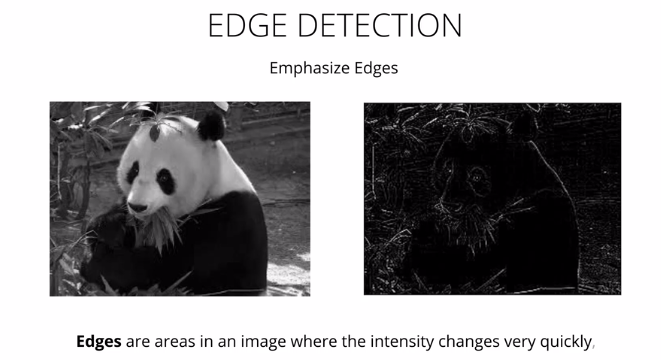 EDGE DETECTION
Emphasize Edges
Edges are areas in an image where the intensity changes very quickly,